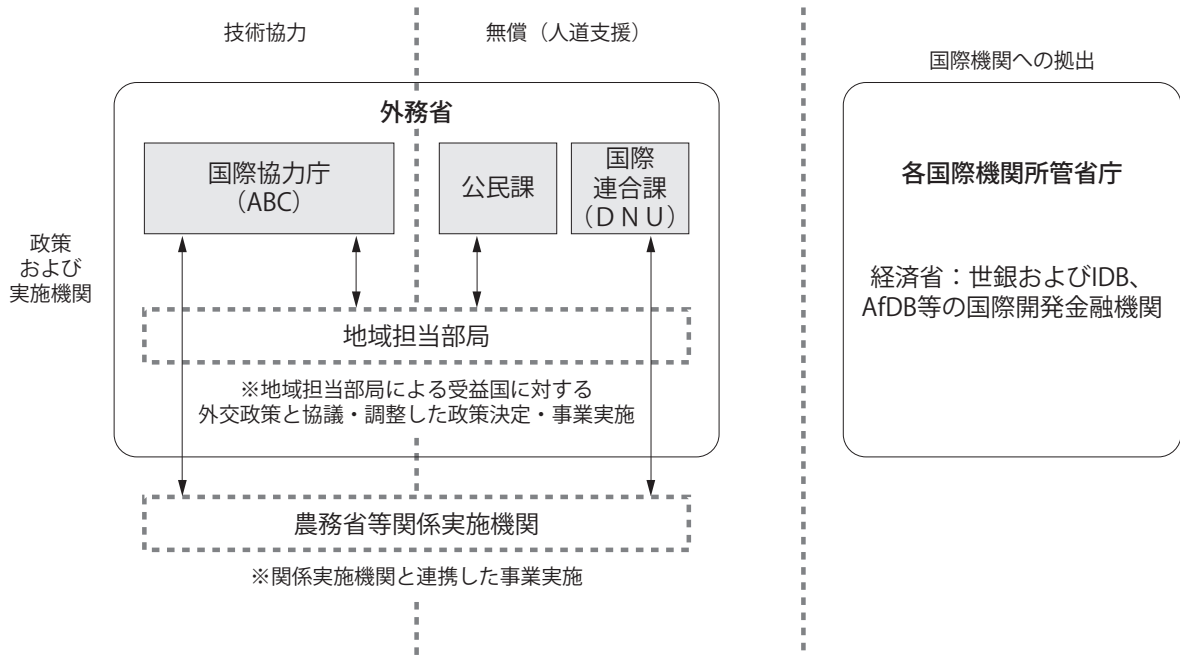 技術協力
無償（人道支援）
国際機関への拠出
外務省
国際協力庁
（ABC）
公民課
国際
連合課
（ＤＮＵ）
各国際機関所管省庁
政策
および
実施機関
経済省：世銀およびIDB、
AfDB等の国際開発金融機関
地域担当部局
※地域担当部局による受益国に対する
外交政策と協議・調整した政策決定・事業実施
農務省等関係実施機関
※関係実施機関と連携した事業実施